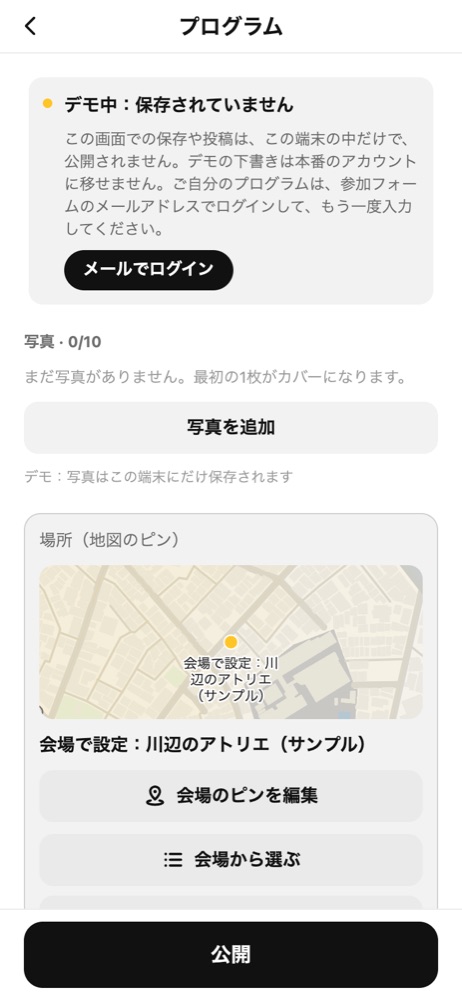 プログラム
デモ中：保存されていません
この画面での保存や投稿は、この端末の中だけで、
公開されません。デモの下書きは本番のアカウント
に移せません。ご自分のプログラムは、参加フォー
ムのメールアドレスでログインして、もう一度入力
してください。
メールでログイン
写真 · 0/10
まだ写真がありません。最初の1枚がカバーになります。
写真を追加
デモ：写真はこの端末にだけ保存されます
場所（地図のピン）
会場で設定：川
辺のアトリエ
（サンプル）
会場で設定：川辺のアトリエ（サンプル）
会場のピンを編集
会場から選ぶ
公開